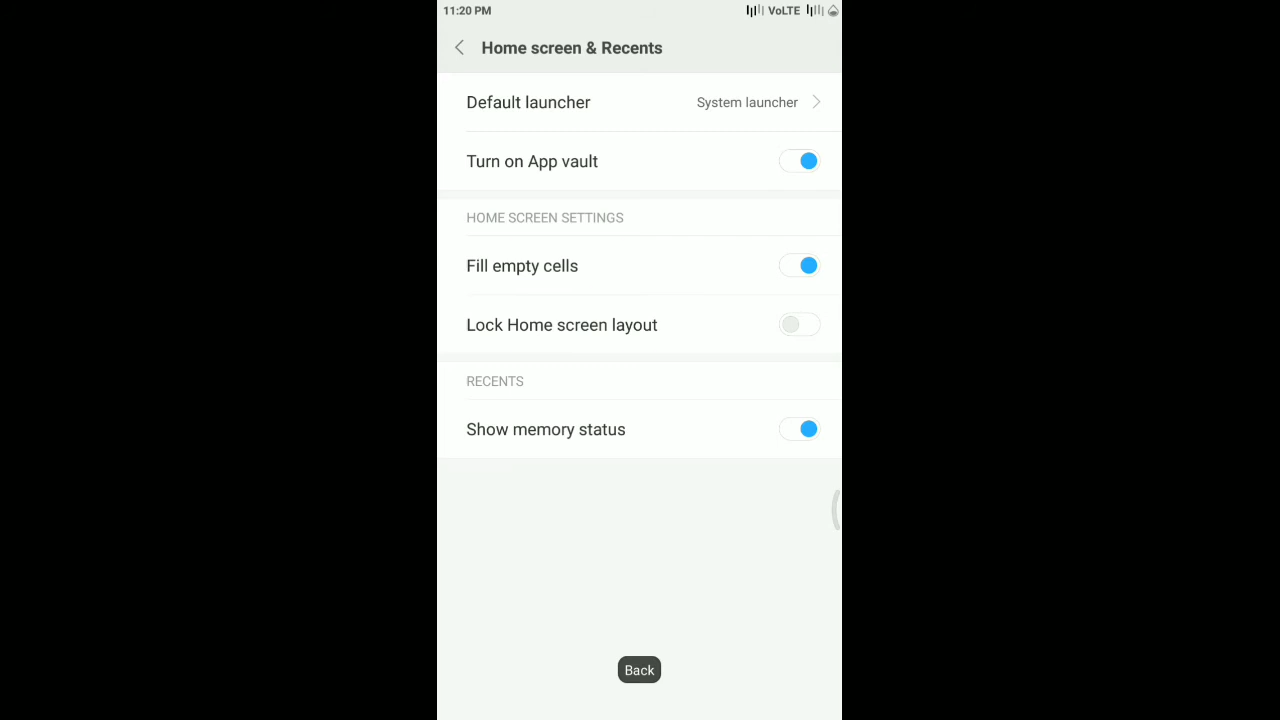 11:20 PM VoLTE
Home screen & Recents
Default launcher System launcher
Turn on App vault
HOME SCREEN SETTINGS
Fill empty cells
Lock Home screen layout
RECENTS
Show memory status
Back